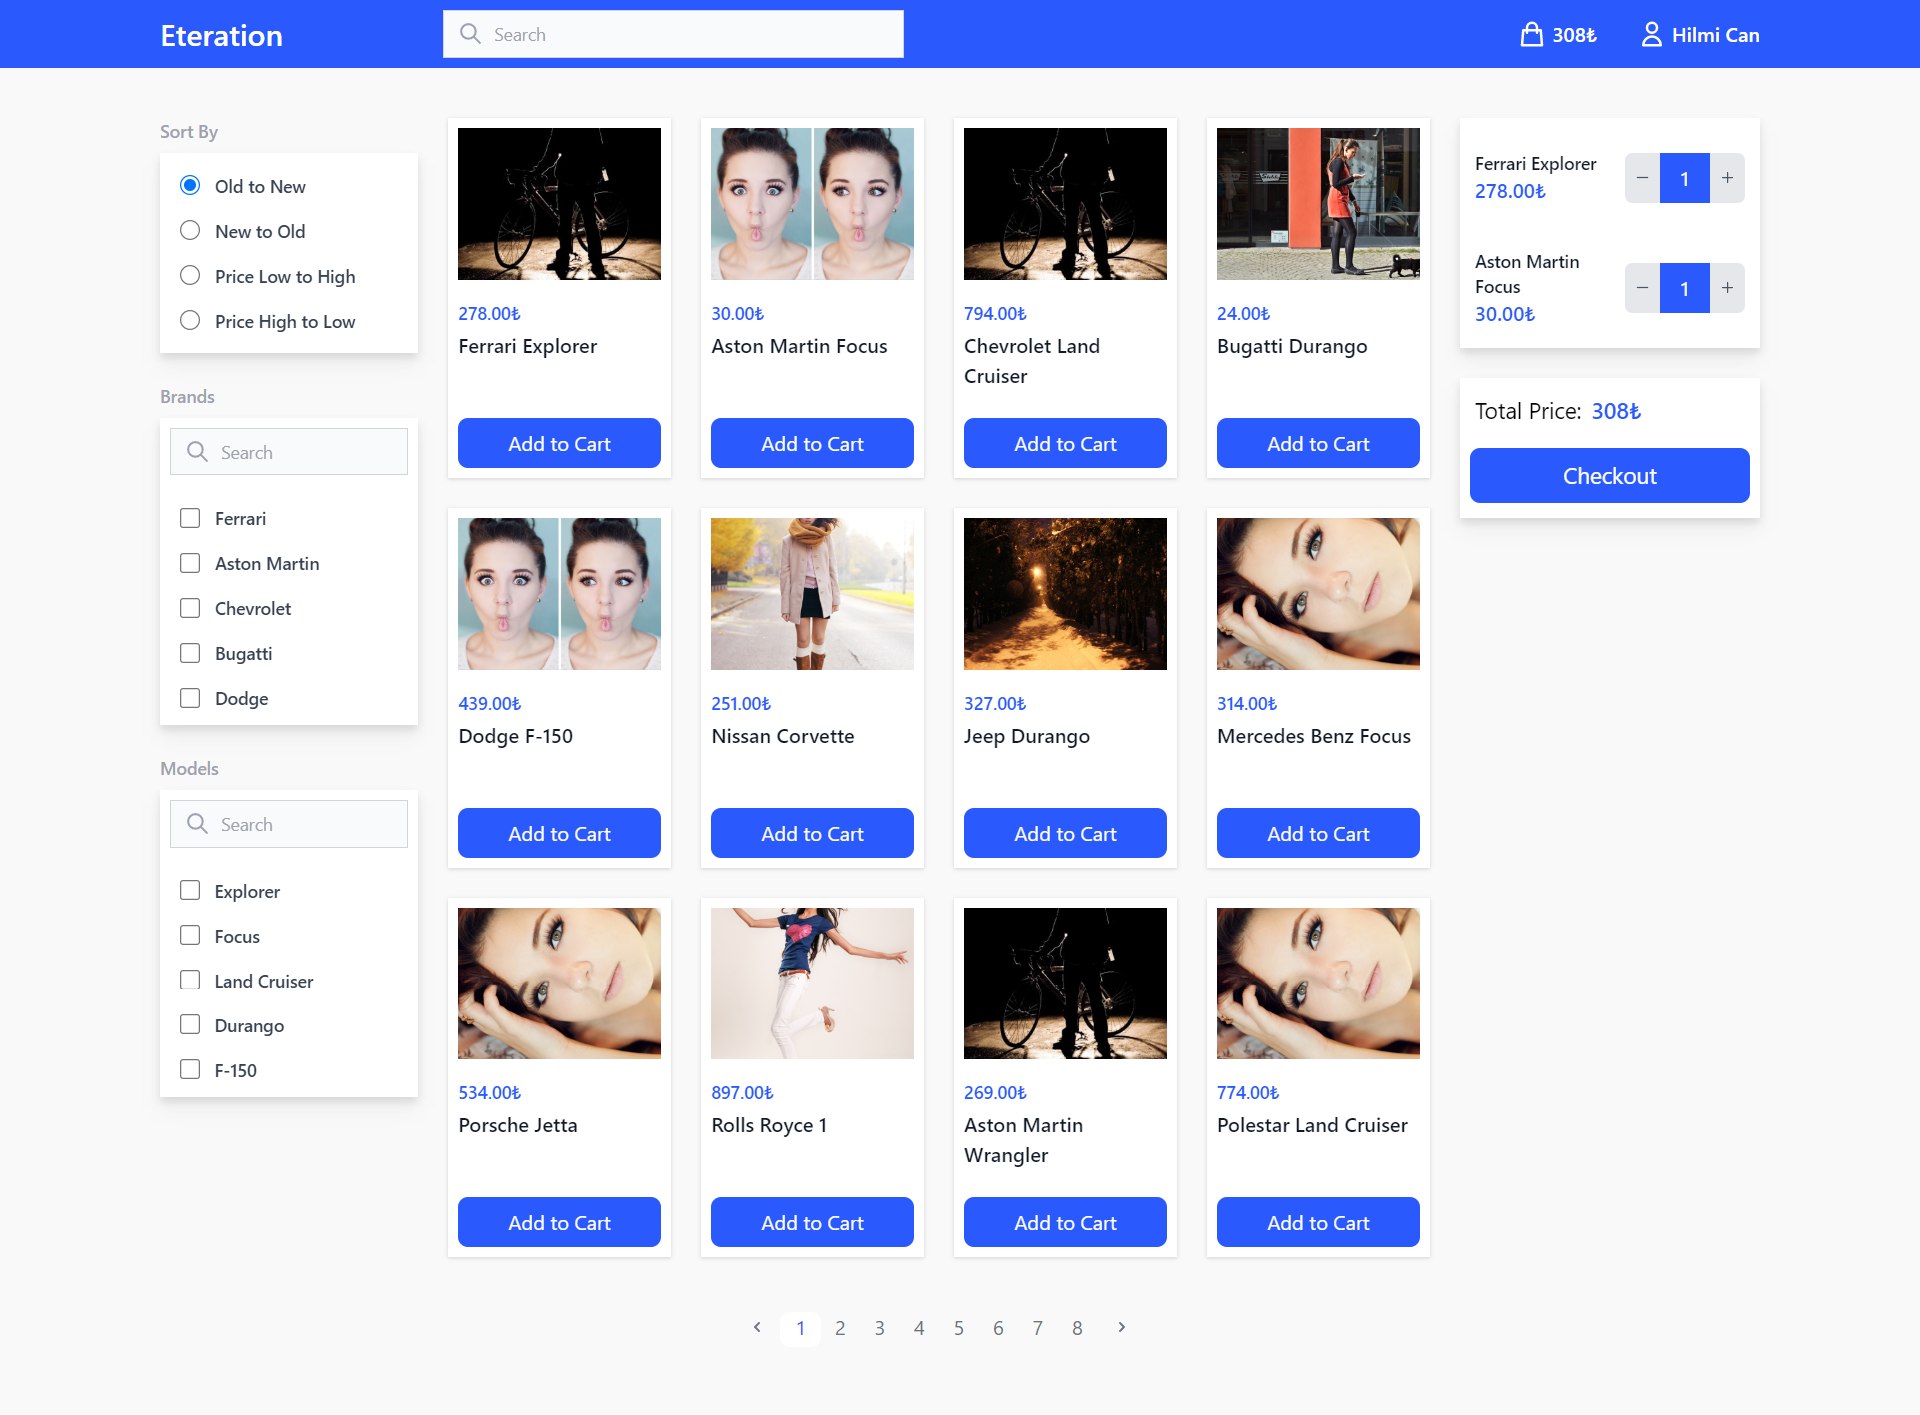 Eteration
Search
308₺
Hilmi Can
Sort By
Old to New
New to Old
Price Low to High
Price High to Low
Brands
Search
Ferrari
Aston Martin
Chevrolet
Bugatti
Dodge
Models
Search
Explorer
Focus
Land Cruiser
Durango
F-150
278.00₺
Ferrari Explorer
Add to Cart
30.00₺
Aston Martin Focus
Add to Cart
794.00₺
Chevrolet Land
Cruiser
Add to Cart
24.00₺
Bugatti Durango
Add to Cart
439.00₺
Dodge F-150
Add to Cart
251.00₺
Nissan Corvette
Add to Cart
327.00₺
Jeep Durango
Add to Cart
314.00₺
Mercedes Benz Focus
Add to Cart
534.00₺
Porsche Jetta
Add to Cart
897.00₺
Rolls Royce 1
Add to Cart
269.00₺
Aston Martin
Wrangler
Add to Cart
774.00₺
Polestar Land Cruiser
Add to Cart
1 2 3 4 5 6 7 8
Ferrari Explorer
278.00₺
− 1 +
Aston Martin
Focus
30.00₺
− 1 +
Total Price: 308₺
Checkout